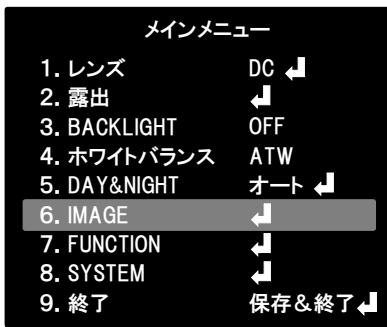 メインメニュー
1. レンズ DC ↲
2. 露出 ↲
3. BACKLIGHT OFF
4. ホワイトバランス ATW
5. DAY&NIGHT オート ↲
6. IMAGE ↲
7. FUNCTION ↲
8. SYSTEM ↲
9. 終了 保存&終了↲